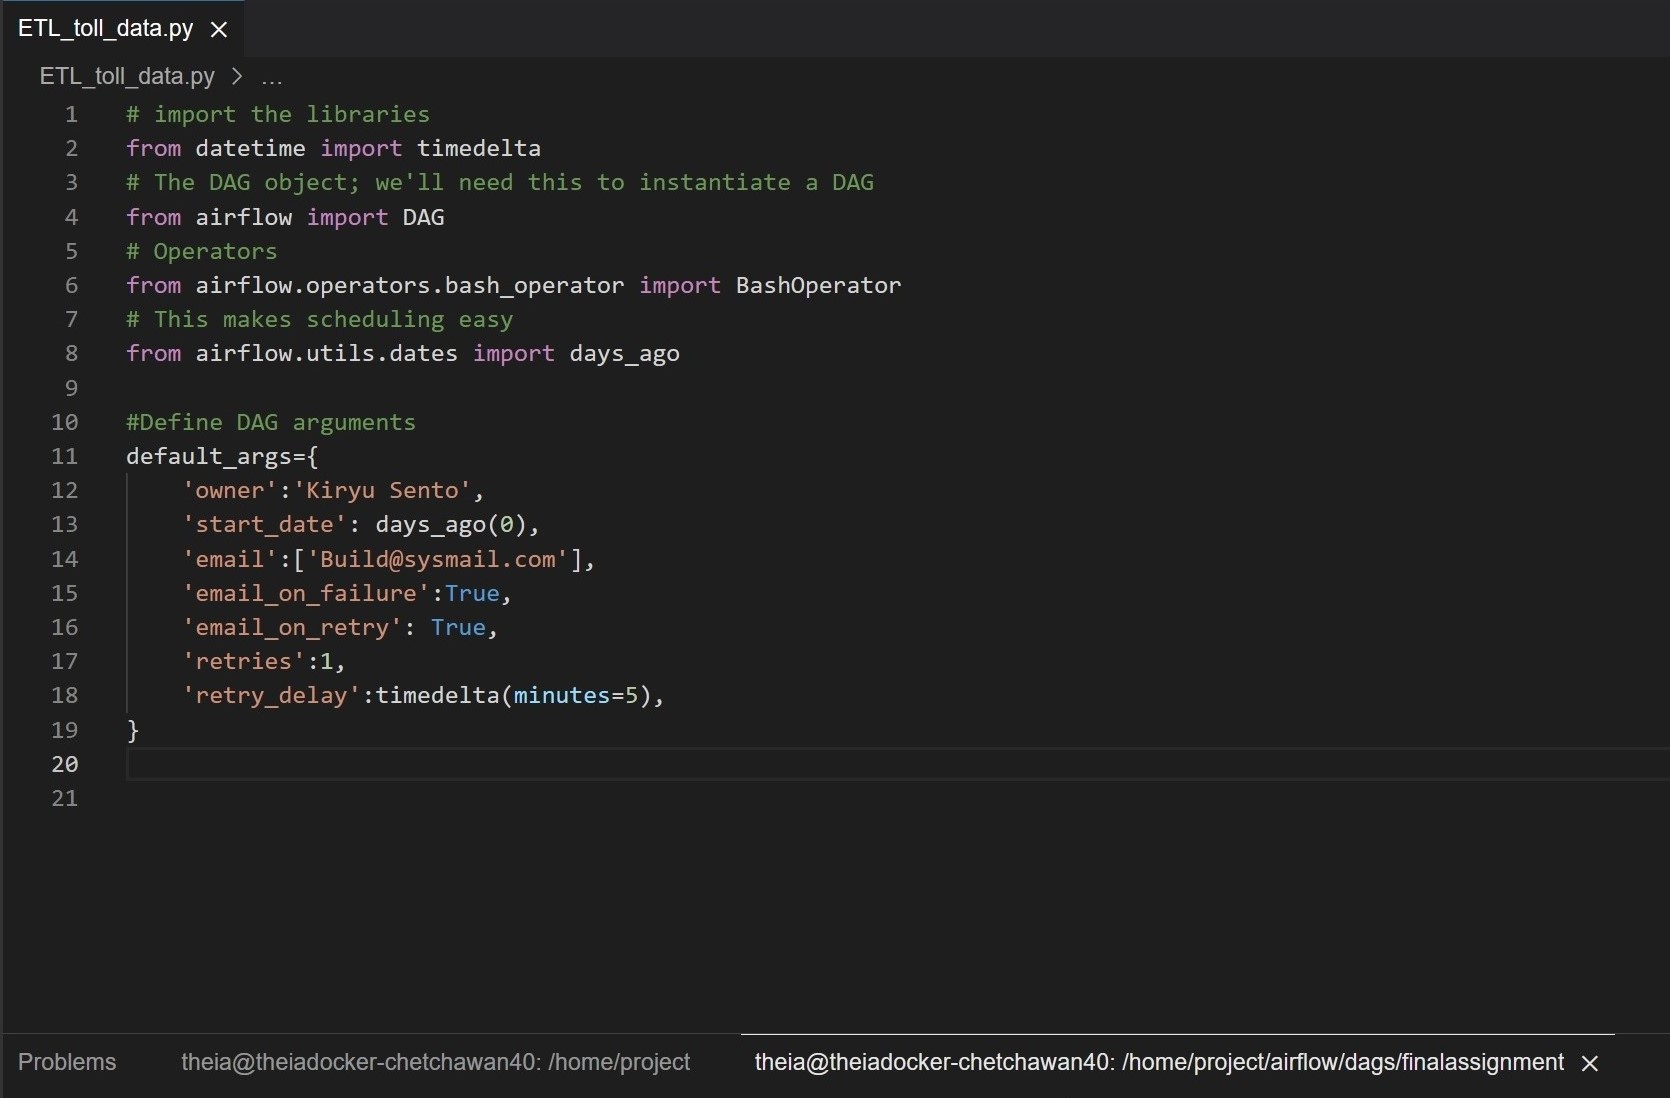 ETL_toll_data.py ×
ETL_toll_data.py > ...
1 # import the libraries
2 from datetime import timedelta
3 # The DAG object; we'll need this to instantiate a DAG
4 from airflow import DAG
5 # Operators
6 from airflow.operators.bash_operator import BashOperator
7 # This makes scheduling easy
8 from airflow.utils.dates import days_ago
9
10 #Define DAG arguments
11 default_args={
12     'owner':'Kiryu Sento',
13     'start_date': days_ago(0),
14     'email':['Build@sysmail.com'],
15     'email_on_failure':True,
16     'email_on_retry': True,
17     'retries':1,
18     'retry_delay':timedelta(minutes=5),
19 }
20
21
Problems theia@theiadocker-chetchawan40: /home/project theia@theiadocker-chetchawan40: /home/project/airflow/dags/finalassignment ×